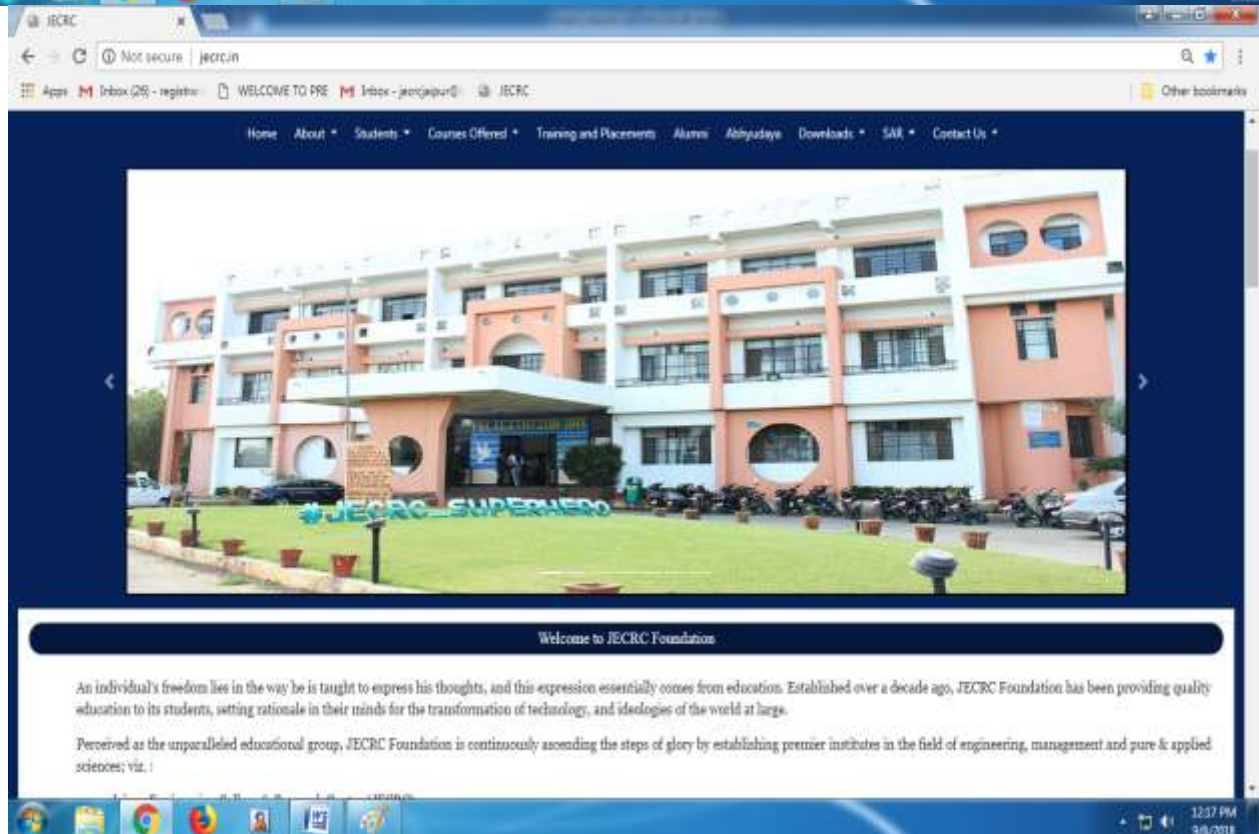 JECRC
Not secure | jecrc.in
Apps Inbox (26) - registra WELCOME TO PRE Inbox - jecrcjaipur@ JECRC Other bookmarks
Home About Students Courses Offered Training and Placements Alumni Abhyudaya Downloads SAR Contact Us
#JECRC_SUPERHERO
Welcome to JECRC Foundation
An individual's freedom lies in the way he is taught to express his thoughts, and this expression essentially comes from education. Established over a decade ago, JECRC Foundation has been providing quality
education to its students, setting rationale in their minds for the transformation of technology, and ideologies of the world at large.
Perceived as the unparalleled educational group, JECRC Foundation is continuously ascending the steps of glory by establishing premier institutes in the field of engineering, management and pure & applied
sciences; viz. :
12:17 PM
9/8/2018